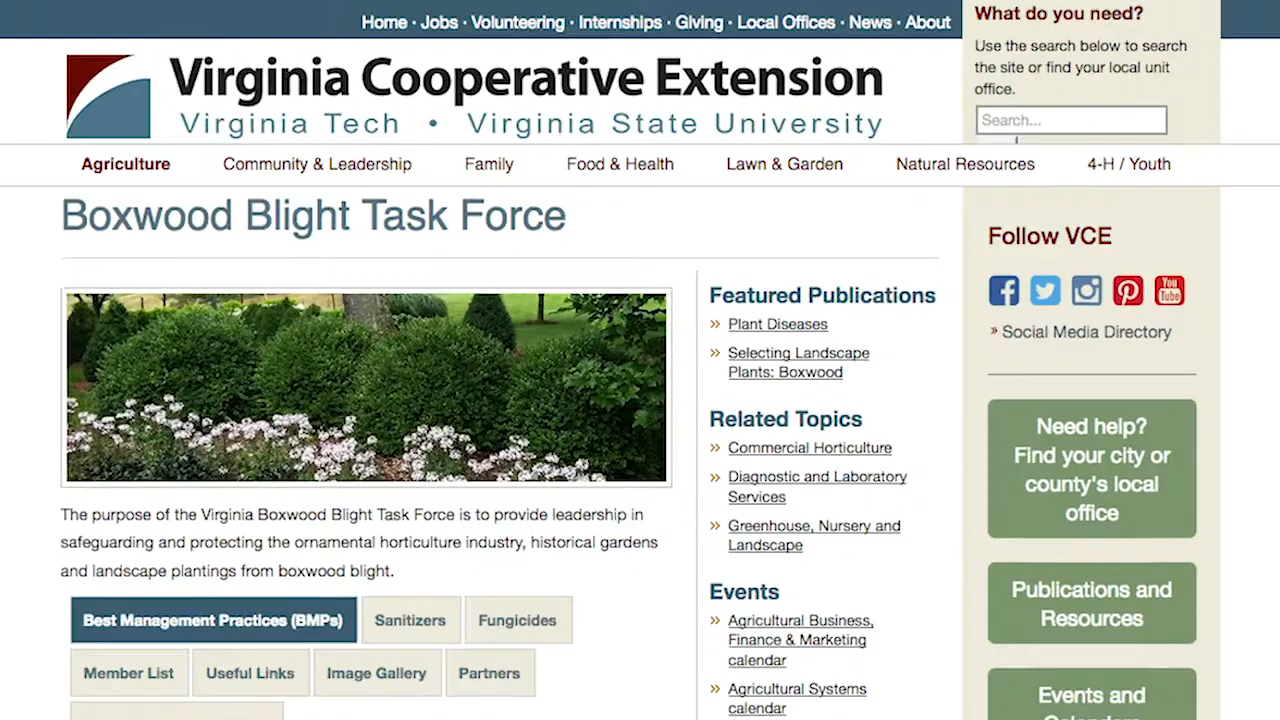 Home · Jobs · Volunteering · Internships · Giving · Local Offices · News · About
What do you need?
Use the search below to search
the site or find your local unit
office.
Search...
Virginia Cooperative Extension
Virginia Tech • Virginia State University
Agriculture
Community & Leadership
Family
Food & Health
Lawn & Garden
Natural Resources
4-H / Youth
Boxwood Blight Task Force
The purpose of the Virginia Boxwood Blight Task Force is to provide leadership in
safeguarding and protecting the ornamental horticulture industry, historical gardens
and landscape plantings from boxwood blight.
Best Management Practices (BMPs)
Sanitizers
Fungicides
Member List
Useful Links
Image Gallery
Partners
Featured Publications
» Plant Diseases
» Selecting Landscape
Plants: Boxwood
Related Topics
» Commercial Horticulture
» Diagnostic and Laboratory
Services
» Greenhouse, Nursery and
Landscape
Events
» Agricultural Business,
Finance & Marketing
calendar
» Agricultural Systems
calendar
Follow VCE
You
Tube
» Social Media Directory
Need help?
Find your city or
county's local
office
Publications and
Resources
Events and